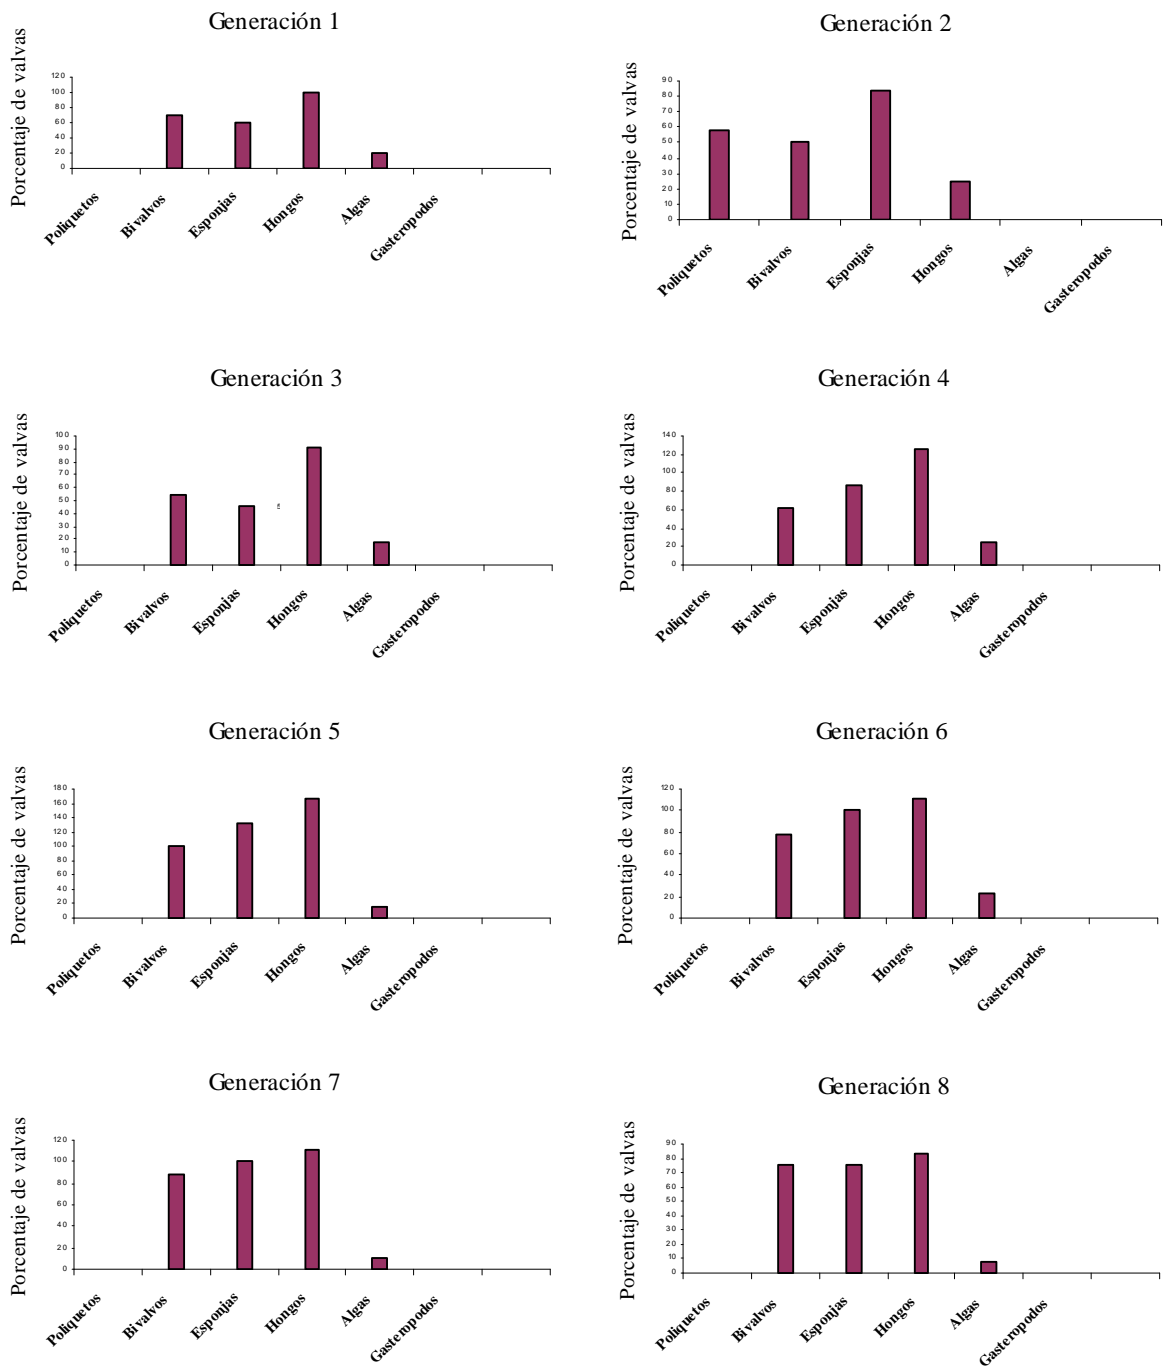 Generación 1
Porcentaje de valvas
120
100
80
60
40
20
0
Poliquetos
Bivalvos
Esponjas
Hongos
Algas
Gasteropodos
Generación 2
Porcentaje de valvas
90
80
70
60
50
40
30
20
10
0
Poliquetos
Bivalvos
Esponjas
Hongos
Algas
Gasteropodos
Generación 3
Porcentaje de valvas
100
90
80
70
60
50
40
30
20
10
0
Poliquetos
Bivalvos
Esponjas
Hongos
Algas
Gasteropodos
Generación 4
Porcentaje de valvas
140
120
100
80
60
40
20
0
Poliquetos
Bivalvos
Esponjas
Hongos
Algas
Gasteropodos
Generación 5
Porcentaje de valvas
180
160
140
120
100
80
60
40
20
0
Poliquetos
Bivalvos
Esponjas
Hongos
Algas
Gasteropodos
Generación 6
Porcentaje de valvas
120
100
80
60
40
20
0
Poliquetos
Bivalvos
Esponjas
Hongos
Algas
Gasteropodos
Generación 7
Porcentaje de valvas
120
100
80
60
40
20
0
Poliquetos
Bivalvos
Esponjas
Hongos
Algas
Gasteropodos
Generación 8
Porcentaje de valvas
90
80
70
60
50
40
30
20
10
0
Poliquetos
Bivalvos
Esponjas
Hongos
Algas
Gasteropodos